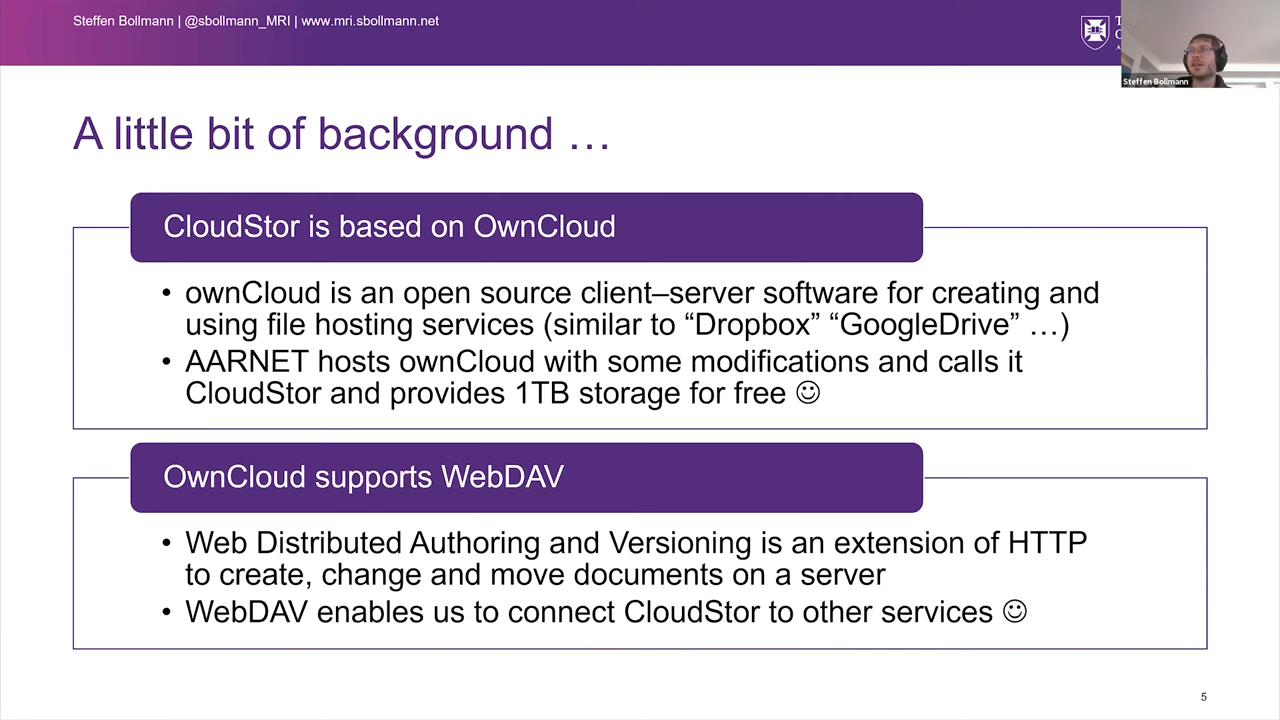 Steffen Bollmann | @sbollmann_MRI | www.mri.sbollmann.net
Steffen Bollmann
A little bit of background …
CloudStor is based on OwnCloud
• ownCloud is an open source client–server software for creating and
using file hosting services (similar to “Dropbox” “GoogleDrive” …)
• AARNET hosts ownCloud with some modifications and calls it
CloudStor and provides 1TB storage for free ☺
OwnCloud supports WebDAV
• Web Distributed Authoring and Versioning is an extension of HTTP
to create, change and move documents on a server
• WebDAV enables us to connect CloudStor to other services ☺
5